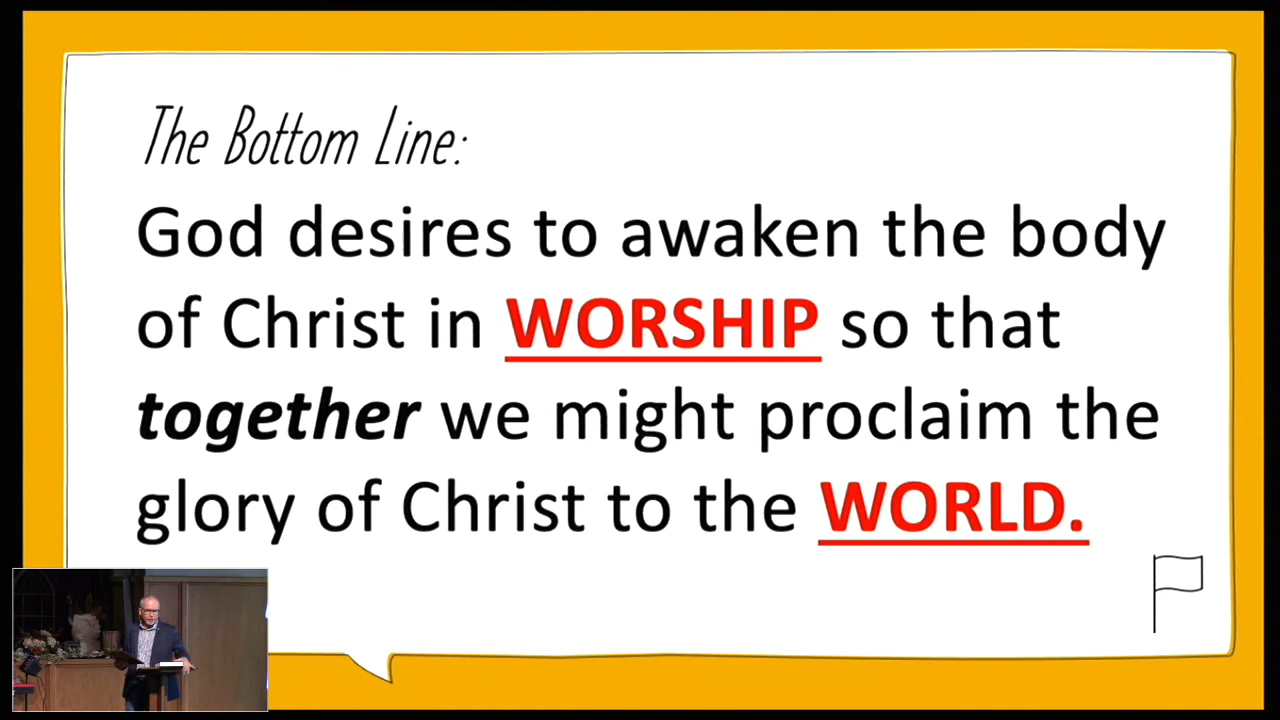 The Bottom Line:
God desires to awaken the body
of Christ in WORSHIP so that
together we might proclaim the
glory of Christ to the WORLD.